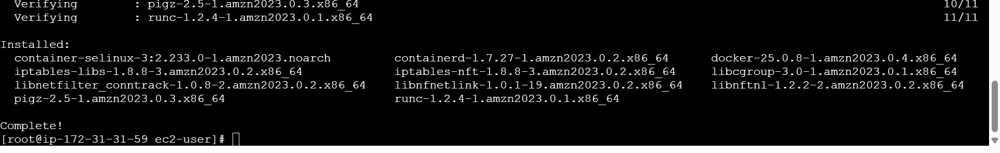 Verifying : pigz-2.5-1.amzn2023.0.3.x86_64 10/11
Verifying : runc-1.2.4-1.amzn2023.0.1.x86_64 11/11
Installed:
container-selinux-3:2.233.0-1.amzn2023.noarch containerd-1.7.27-1.amzn2023.0.2.x86_64 docker-25.0.8-1.amzn2023.0.4.x86_64
iptables-libs-1.8.8-3.amzn2023.0.2.x86_64 iptables-nft-1.8.8-3.amzn2023.0.2.x86_64 libcgroup-3.0-1.amzn2023.0.1.x86_64
libnetfilter_conntrack-1.0.8-2.amzn2023.0.2.x86_64 libnfnetlink-1.0.1-19.amzn2023.0.2.x86_64 libnftnl-1.2.2-2.amzn2023.0.2.x86_64
pigz-2.5-1.amzn2023.0.3.x86_64 runc-1.2.4-1.amzn2023.0.1.x86_64
Complete!
[root@ip-172-31-31-59 ec2-user]#